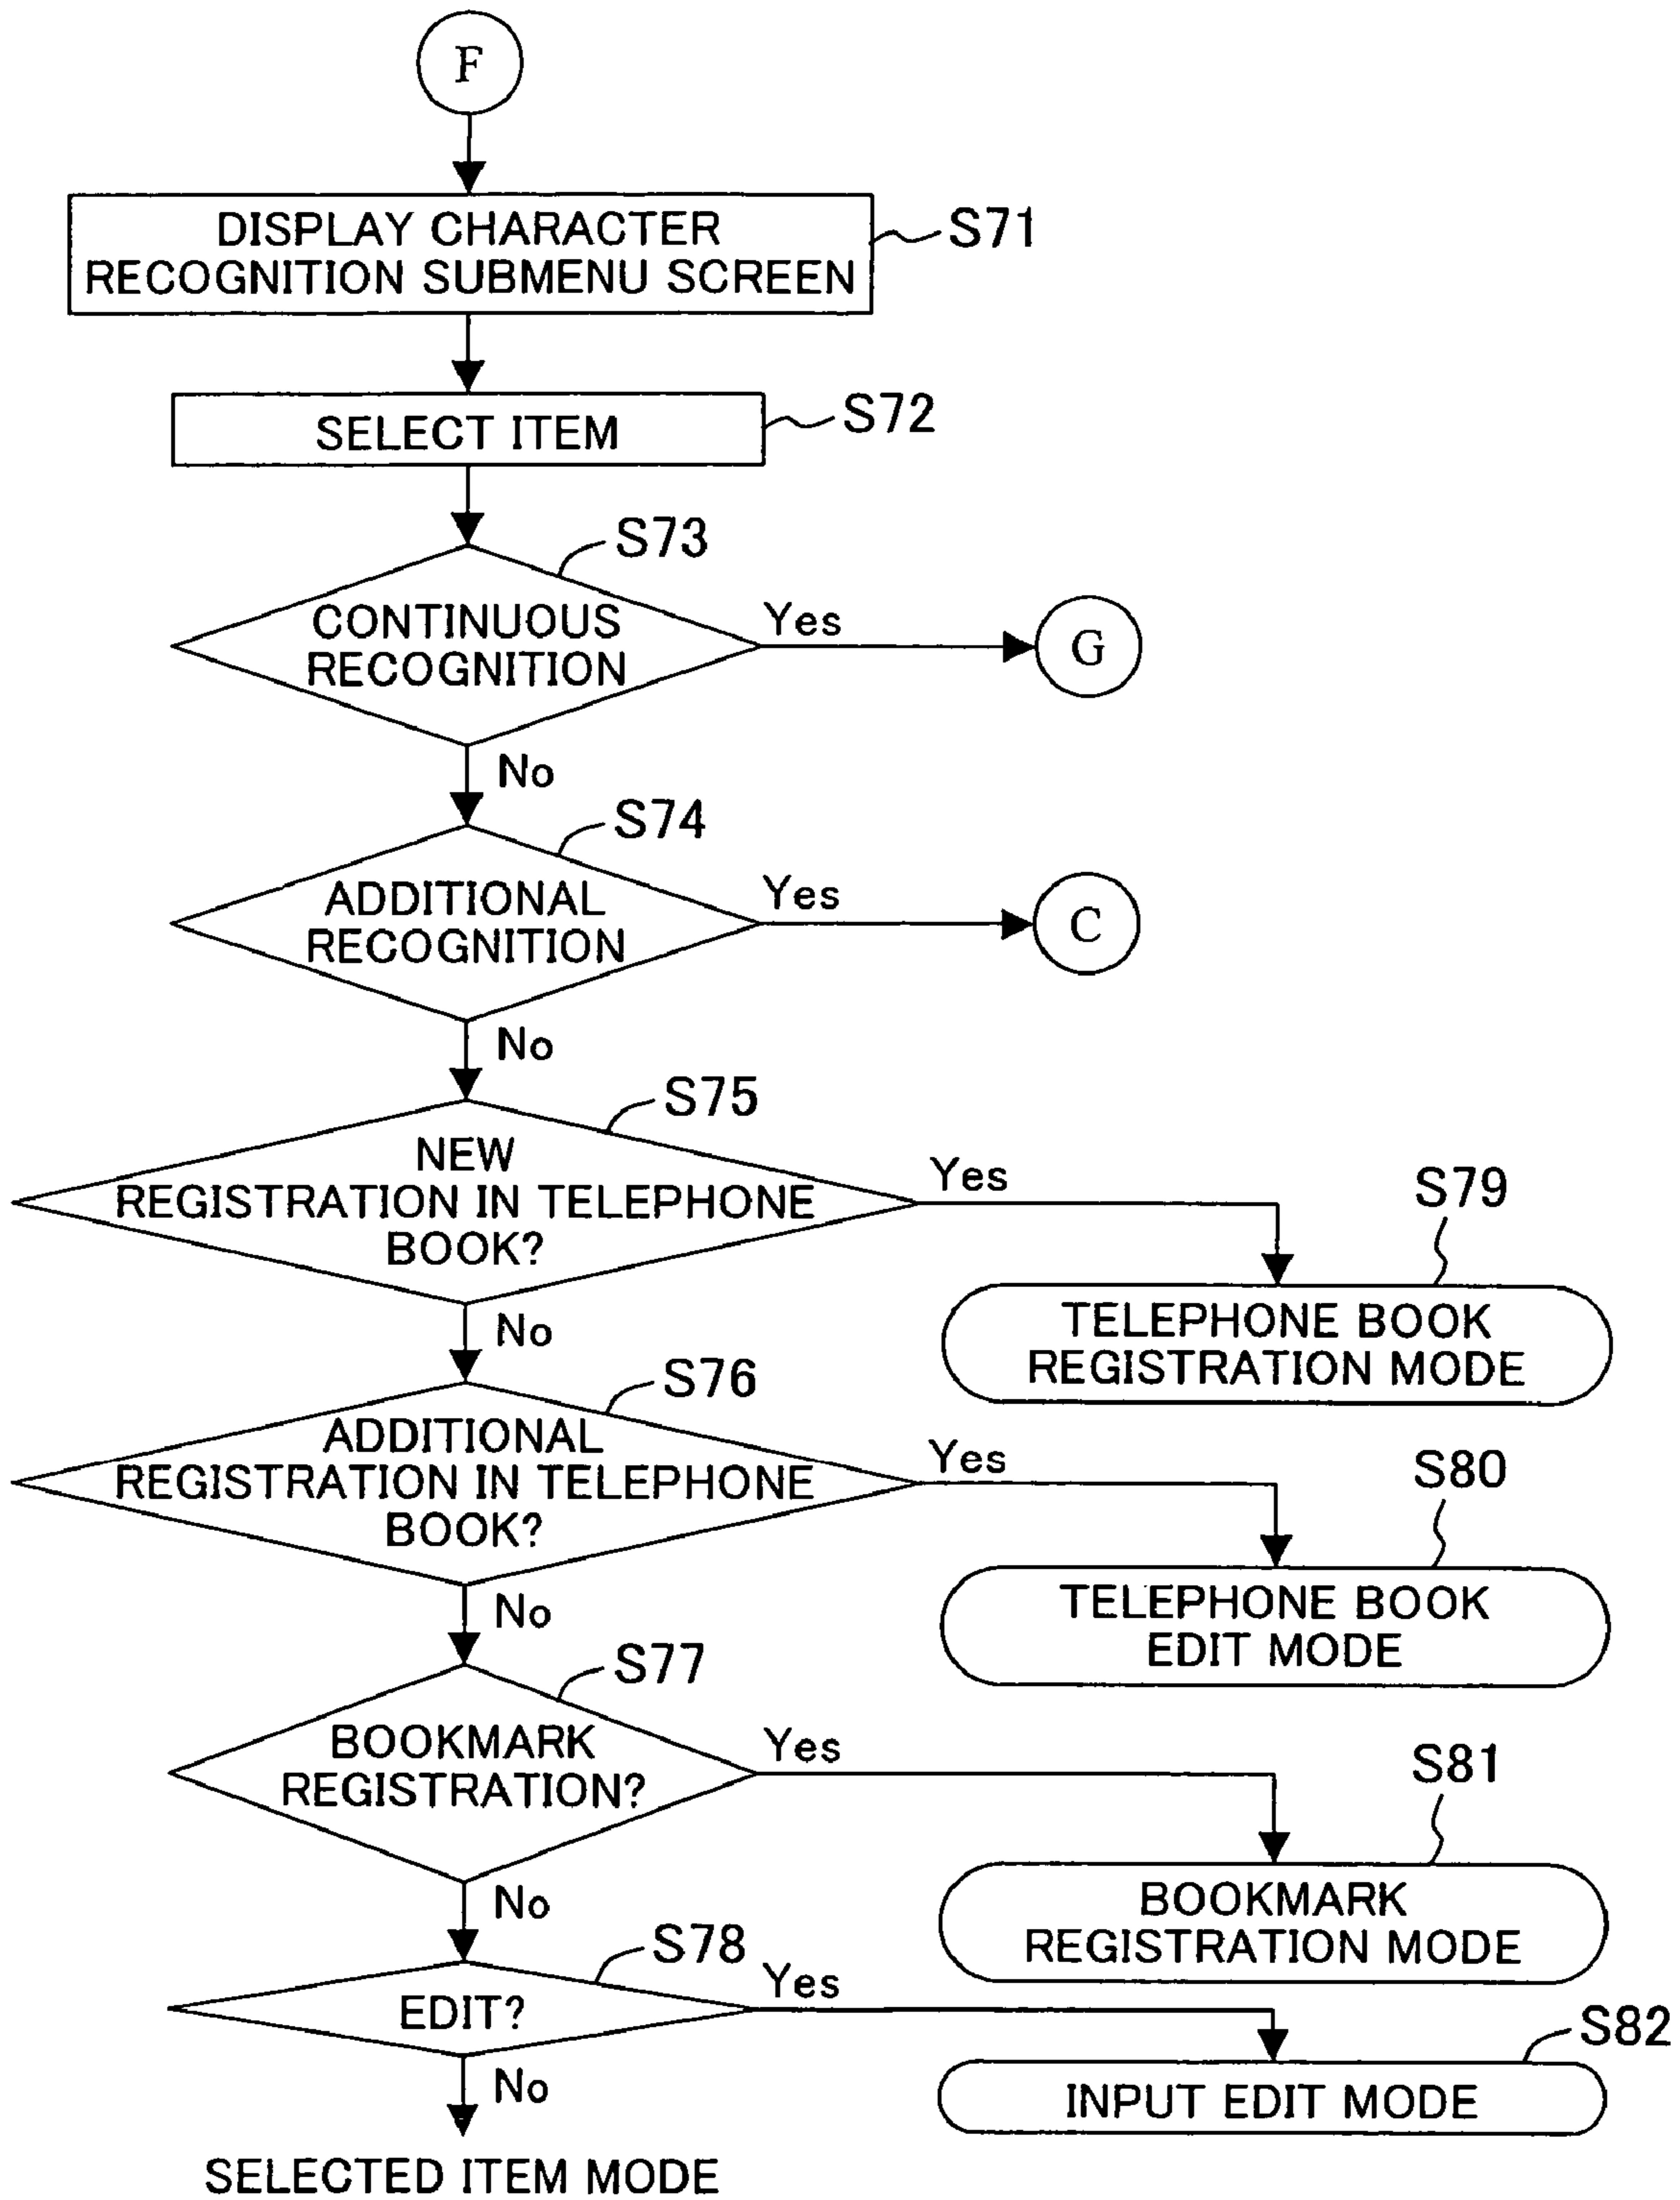 F
DISPLAY CHARACTER
RECOGNITION SUBMENU SCREEN
S71
SELECT ITEM
S72
S73
CONTINUOUS
RECOGNITION
Yes
G
No
S74
ADDITIONAL
RECOGNITION
Yes
C
No
S75
NEW
REGISTRATION IN TELEPHONE
BOOK?
Yes
S79
TELEPHONE BOOK
REGISTRATION MODE
No
S76
ADDITIONAL
REGISTRATION IN TELEPHONE
BOOK?
Yes
S80
TELEPHONE BOOK
EDIT MODE
No
S77
BOOKMARK
REGISTRATION?
Yes
S81
BOOKMARK
REGISTRATION MODE
No
S78
EDIT?
Yes
S82
INPUT EDIT MODE
No
SELECTED ITEM MODE